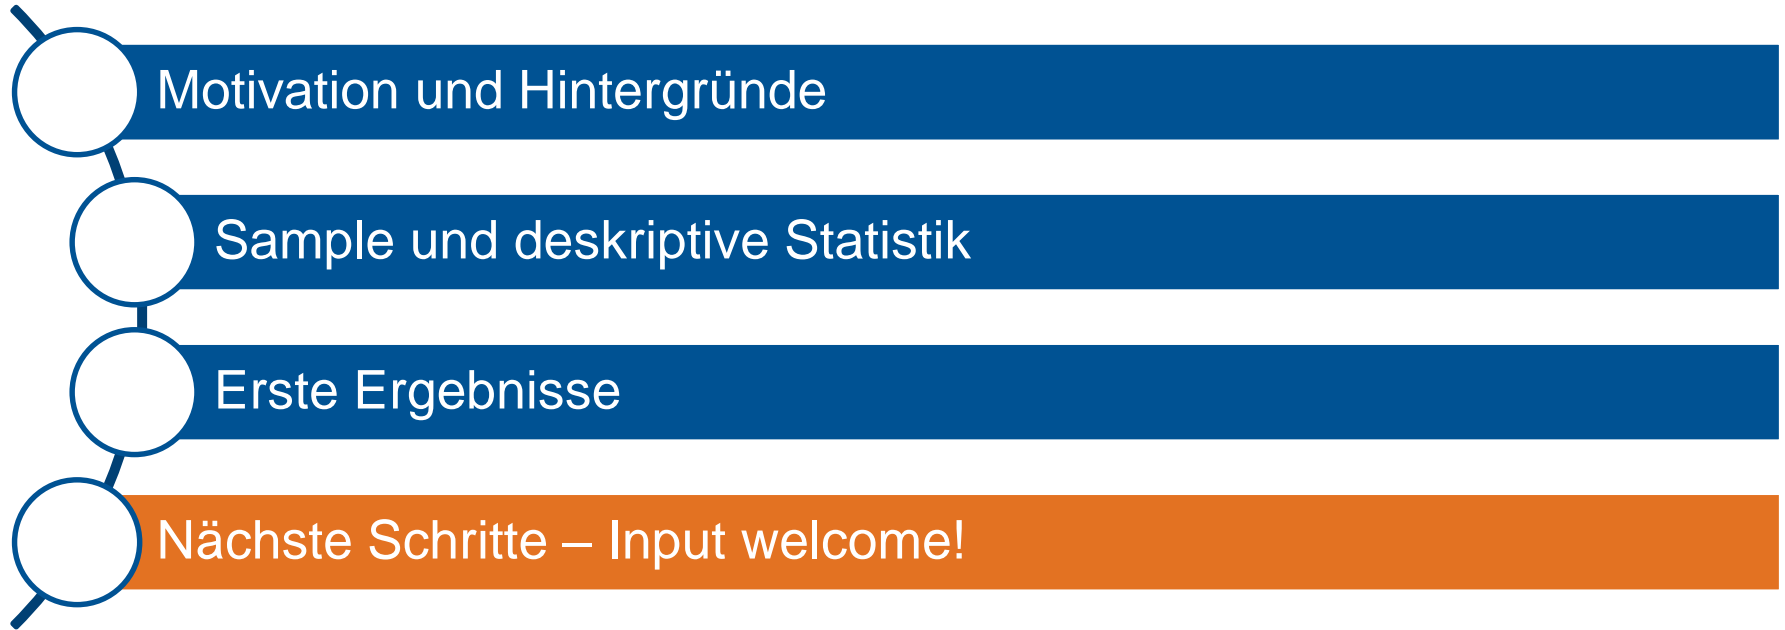 Motivation und Hintergründe
Sample und deskriptive Statistik
Erste Ergebnisse
Nächste Schritte – Input welcome!